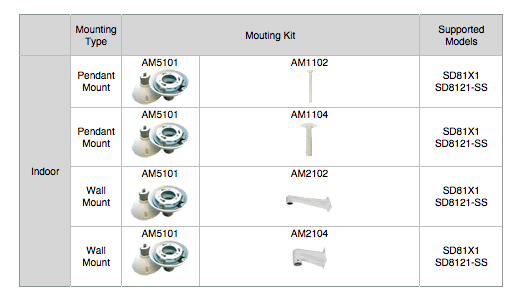 Mounting Type
Mouting Kit
Supported Models
Indoor
Pendant Mount
AM5101
AM1102
SD81X1
SD8121-SS
Pendant Mount
AM5101
AM1104
SD81X1
SD8121-SS
Wall Mount
AM5101
AM2102
SD81X1
SD8121-SS
Wall Mount
AM5101
AM2104
SD81X1
SD8121-SS